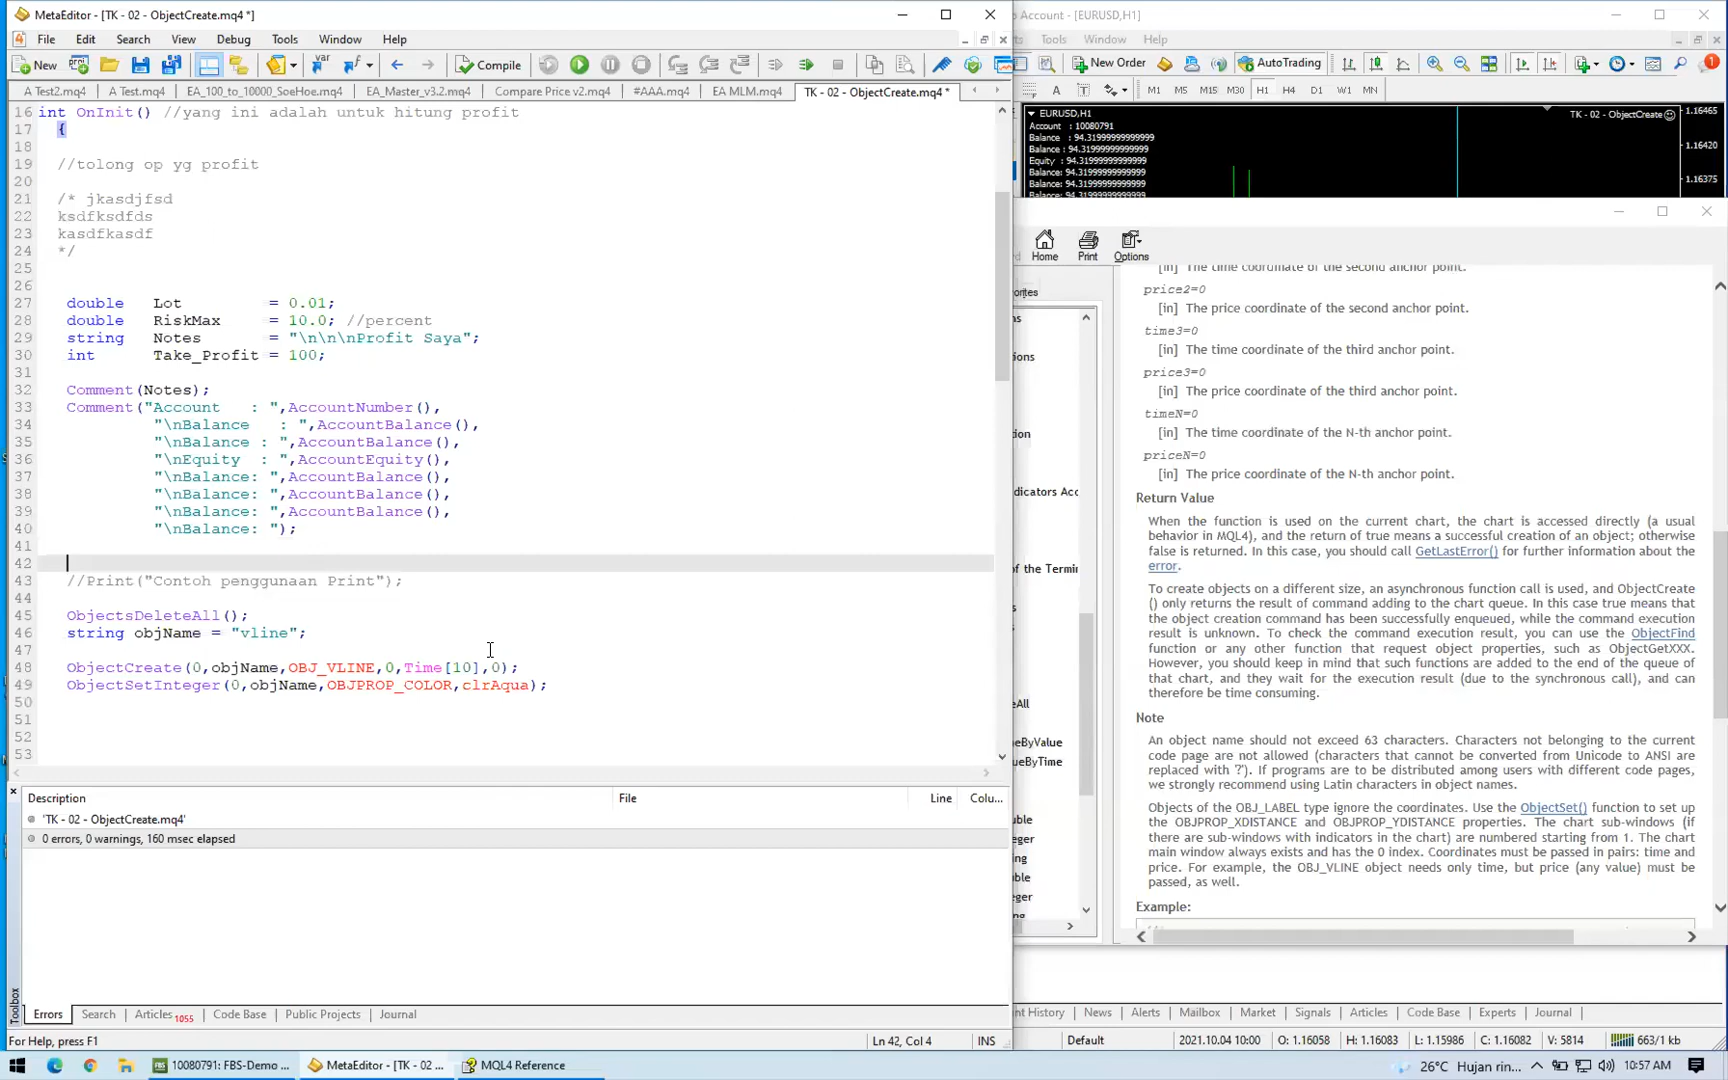 MetaEditor - [TK - 02 - ObjectCreate.mq4 *]
File Edit Search View Debug Tools Window Help
New Compile
A Test2.mq4 A Test.mq4 EA_100_to_10000_SoeHoe.mq4 EA_Master_v3.2.mq4 Compare Price v2.mq4 #AAA.mq4 EA MLM.mq4 TK - 02 - ObjectCreate.mq4 *
16 int OnInit() //yang ini adalah untuk hitung profit
17 {
18
19 //tolong op yg profit
20
21 /* jkasdjfsd
22 ksdfksdfds
23 kasdfkasdf
24 */
25
26
27 double Lot = 0.01;
28 double RiskMax = 10.0; //percent
29 string Notes = "\n\n\nProfit Saya";
30 int Take_Profit = 100;
31
32 Comment(Notes);
33 Comment("Account : ",AccountNumber(),
34 "\nBalance : ",AccountBalance(),
35 "\nBalance : ",AccountBalance(),
36 "\nEquity : ",AccountEquity(),
37 "\nBalance: ",AccountBalance(),
38 "\nBalance: ",AccountBalance(),
39 "\nBalance: ",AccountBalance(),
40 "\nBalance: ");
41
42
43 //Print("Contoh penggunaan Print");
44
45 ObjectsDeleteAll();
46 string objName = "vline";
47
48 ObjectCreate(0,objName,OBJ_VLINE,0,Time[10],0);
49 ObjectSetInteger(0,objName,OBJPROP_COLOR,clrAqua);
50
51
52
53
Description File Line Colu...
'TK - 02 - ObjectCreate.mq4'
0 errors, 0 warnings, 160 msec elapsed
Toolbox
Errors Search Articles 1055 Code Base Public Projects Journal
For Help, press F1 Ln 42, Col 4 INS
Account - [EURUSD,H1]
Tools Window Help
New Order AutoTrading
A T M1 M5 M15 M30 H1 H4 D1 W1 MN
EURUSD,H1
Account : 10080791
Balance : 94.31999999999999
Balance : 94.31999999999999
Equity : 94.31999999999999
Balance: 94.31999999999999
Balance: 94.31999999999999
Balance: 94.31999999999999
TK - 02 - ObjectCreate
1.16465
1.16420
1.16375
Home Print Options
dicators Acc
of the Termin
eByValue
ueByTime
[in] The time coordinate of the second anchor point.
price2=0
[in] The price coordinate of the second anchor point.
time3=0
[in] The time coordinate of the third anchor point.
price3=0
[in] The price coordinate of the third anchor point.
timeN=0
[in] The time coordinate of the N-th anchor point.
priceN=0
[in] The price coordinate of the N-th anchor point.
Return Value
When the function is used on the current chart, the chart is accessed directly (a usual
behavior in MQL4), and the return of true means a successful creation of an object; otherwise
false is returned. In this case, you should call GetLastError() for further information about the
error.
To create objects on a different size, an asynchronous function call is used, and ObjectCreate
() only returns the result of command adding to the chart queue. In this case true means that
the object creation command has been successfully enqueued, while the command execution
result is unknown. To check the command execution result, you can use the ObjectFind
function or any other function that request object properties, such as ObjectGetXXX.
However, you should keep in mind that such functions are added to the end of the queue of
that chart, and they wait for the execution result (due to the synchronous call), and can
therefore be time consuming.
Note
An object name should not exceed 63 characters. Characters not belonging to the current
code page are not allowed (characters that cannot be converted from Unicode to ANSI are
replaced with '?'). If programs are to be distributed among users with different code pages,
we strongly recommend using Latin characters in object names.
Objects of the OBJ_LABEL type ignore the coordinates. Use the ObjectSet() function to set up
the OBJPROP_XDISTANCE and OBJPROP_YDISTANCE properties. The chart sub-windows (if
there are sub-windows with indicators in the chart) are numbered starting from 1. The chart
main window always exists and has the 0 index. Coordinates must be passed in pairs: time and
price. For example, the OBJ_VLINE object needs only time, but price (any value) must be
passed, as well.
Example:
nt History News Alerts Mailbox Market Signals Articles Code Base Experts Journal
Default 2021.10.04 10:00 O: 1.16058 H: 1.16083 L: 1.15986 C: 1.16082 V: 5814 663/1 kb
10080791: FBS-Demo ... MetaEditor - [TK - 02 ... MQL4 Reference 26°C Hujan rin... 10:57 AM